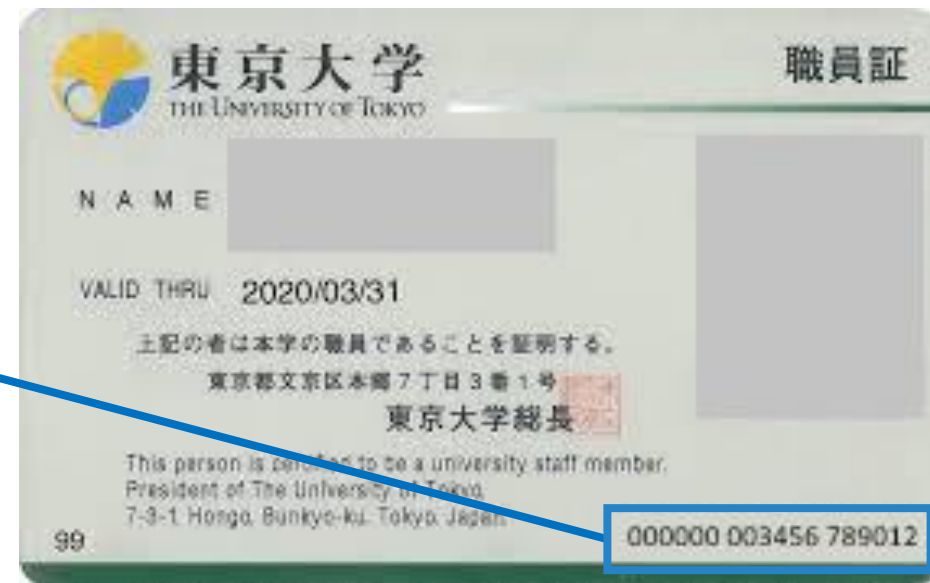 東京大学
THE UNIVERSITY OF TOKYO
職員証
NAME
VALID THRU 2020/03/31
上記の者は本学の職員であることを証明する。
東京都文京区本郷7丁目3番1号
東京大学総長
This person is certified to be a university staff member.
President of The University of Tokyo,
7-3-1 Hongo, Bunkyo-ku, Tokyo, Japan.
99
000000 003456 789012